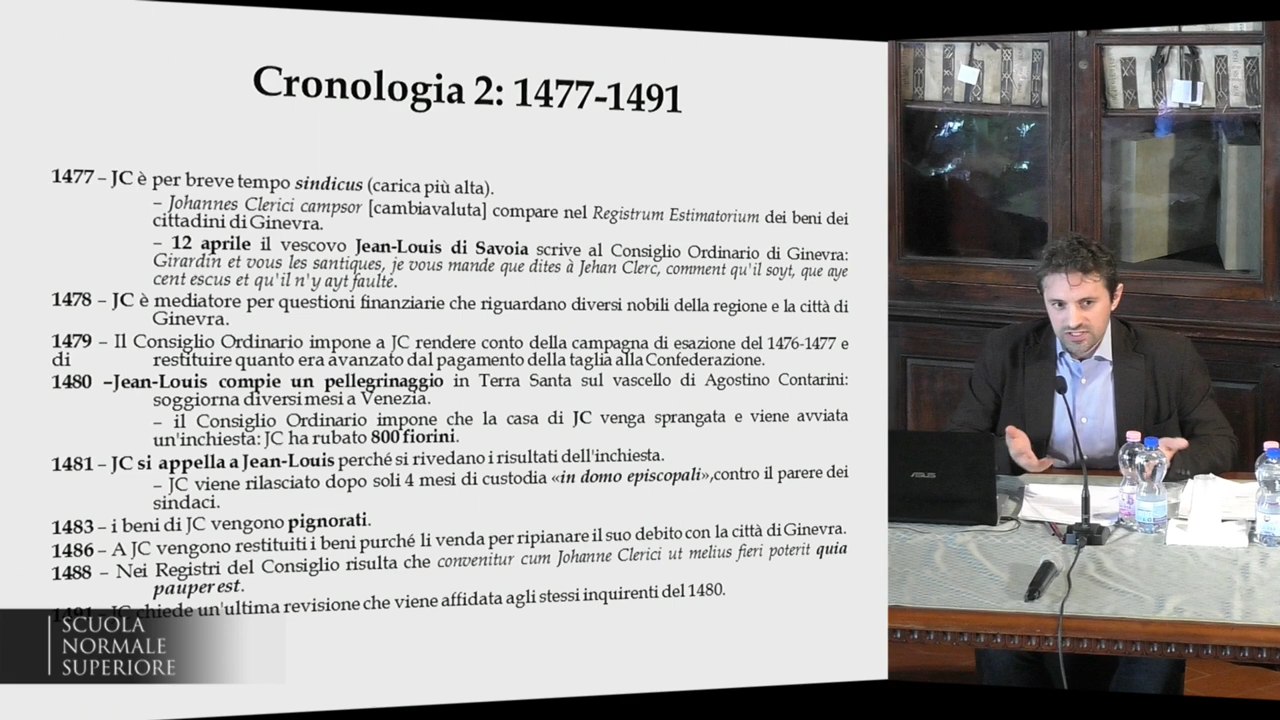 Cronologia 2: 1477-1491
1477 – JC è per breve tempo sindicus (carica più alta).
– Johannes Clerici campsor [cambiavaluta] compare nel Registrum Estimatorium dei beni dei
cittadini di Ginevra.
– 12 aprile il vescovo Jean-Louis di Savoia scrive al Consiglio Ordinario di Ginevra:
Girardin et vous les santiques, je vous mande que dites à Jehan Clerc, comment qu'il soyt, que aye
cent escus et qu'il n'y ayt faulte.
1478 – JC è mediatore per questioni finanziarie che riguardano diversi nobili della regione e la città di
Ginevra.
1479 – Il Consiglio Ordinario impone a JC rendere conto della campagna di esazione del 1476-1477 e
di restituire quanto era avanzato dal pagamento della taglia alla Confederazione.
1480 –Jean-Louis compie un pellegrinaggio in Terra Santa sul vascello di Agostino Contarini:
soggiorna diversi mesi a Venezia.
– il Consiglio Ordinario impone che la casa di JC venga sprangata e viene avviata
un'inchiesta: JC ha rubato 800 fiorini.
1481 – JC si appella a Jean-Louis perché si rivedano i risultati dell'inchiesta.
– JC viene rilasciato dopo soli 4 mesi di custodia «in domo episcopali»,contro il parere dei
sindaci.
1483 – i beni di JC vengono pignorati.
1486 – A JC vengono restituiti i beni purché li venda per ripianare il suo debito con la città di Ginevra.
1488 – Nei Registri del Consiglio risulta che convenitur cum Johanne Clerici ut melius fieri poterit quia
pauper est.
1491 – JC chiede un'ultima revisione che viene affidata agli stessi inquirenti del 1480.
SCUOLA
NORMALE
SUPERIORE
ASUS